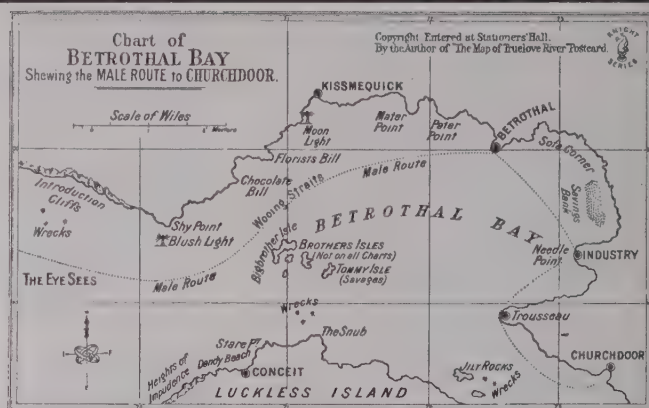 Chart of
BETROTHAL BAY
Shewing the MALE ROUTE to CHURCHDOOR.
Copyright Entered at Stationers' Hall.
By the Author of "The Map of Truelove River Postcard.
KNIGHT
SERIES
Scale of Wiles
KISSMEQUICK
Moon
Light
Mater
Point
Pater
Point
BETROTHAL
Sofa Corner
Florists Bill
Male Route
Chocolate
Bill
Introduction
Cliffs
Wrecks
Wooing Straits
Savings
Bank
Shy Point
Blush Light
BETROTHAL BAY
Bigbrother Isle
BROTHERS ISLES
(Not on all Charts)
TOMMY ISLE
(Savages)
Needle
Point
INDUSTRY
THE EYE SEES
Male Route
Wrecks
Trousseau
Stare Pt
The Snub
Dandy Beach
Heights of
Impudence
CONCEIT
JILT ROCKS
Wrecks
CHURCHDOOR
LUCKLESS ISLAND